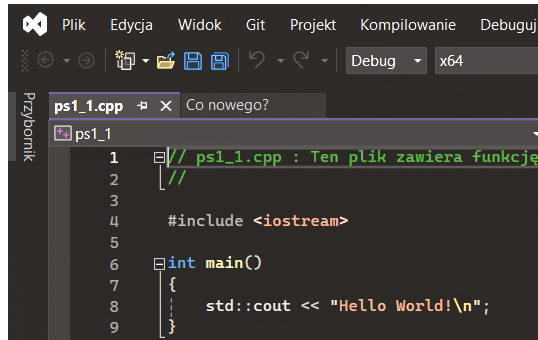 Plik Edycja Widok Git Projekt Kompilowanie Debuguj
Debug x64
Przybornik
ps1_1.cpp Co nowego?
ps1_1
1 // ps1_1.cpp : Ten plik zawiera funkcję
2 //
3
4 #include <iostream>
5
6 int main()
7 {
8 std::cout << "Hello World!\n";
9 }